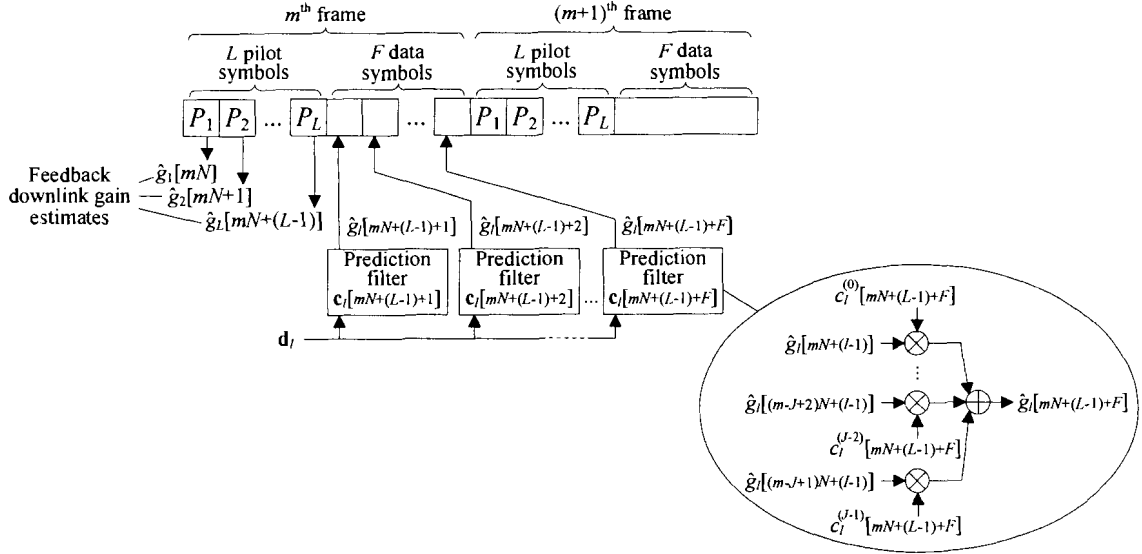 m^th frame
(m+1)^th frame
L pilot symbols
F data symbols
L pilot symbols
F data symbols
P_1 P_2 ... P_L ... P_1 P_2 ... P_L
Feedback downlink gain estimates
ĝ_1[mN]
ĝ_2[mN+1]
ĝ_L[mN+(L-1)]
ĝ_l[mN+(L-1)+1] ĝ_l[mN+(L-1)+2] ĝ_l[mN+(L-1)+F]
Prediction filter c_l[mN+(L-1)+1]
Prediction filter c_l[mN+(L-1)+2]
...
Prediction filter c_l[mN+(L-1)+F]
d_l
c_l^(0)[mN+(L-1)+F]
ĝ_l[mN+(l-1)]
⋮
ĝ_l[(m-J+2)N+(l-1)]
ĝ_l[mN+(L-1)+F]
c_l^(J-2)[mN+(L-1)+F]
ĝ_l[(m-J+1)N+(l-1)]
c_l^(J-1)[mN+(L-1)+F]